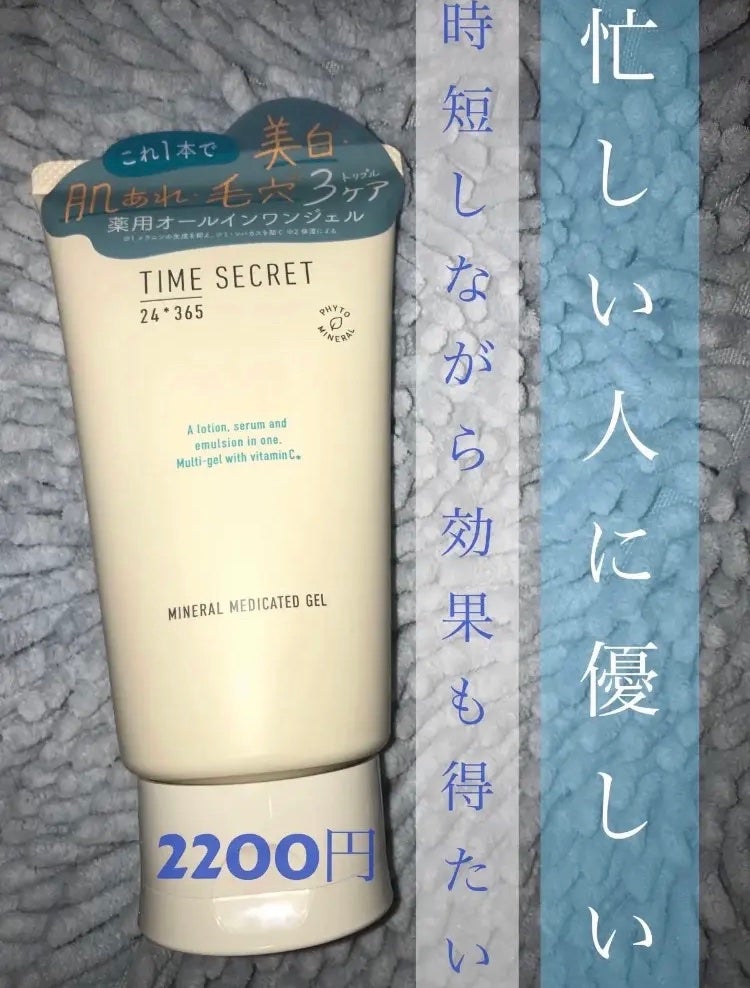 忙しい人に優しい
時短しながら効果も得たい
これ1本で
美白
肌あれ・毛穴
トリプル
3ケア
薬用オールインワンジェル
TIME SECRET
24*365
PHYTO MINERAL
A lotion, serum and
emulsion in one.
Multi-gel with vitamin C*
MINERAL MEDICATED GEL
2200円